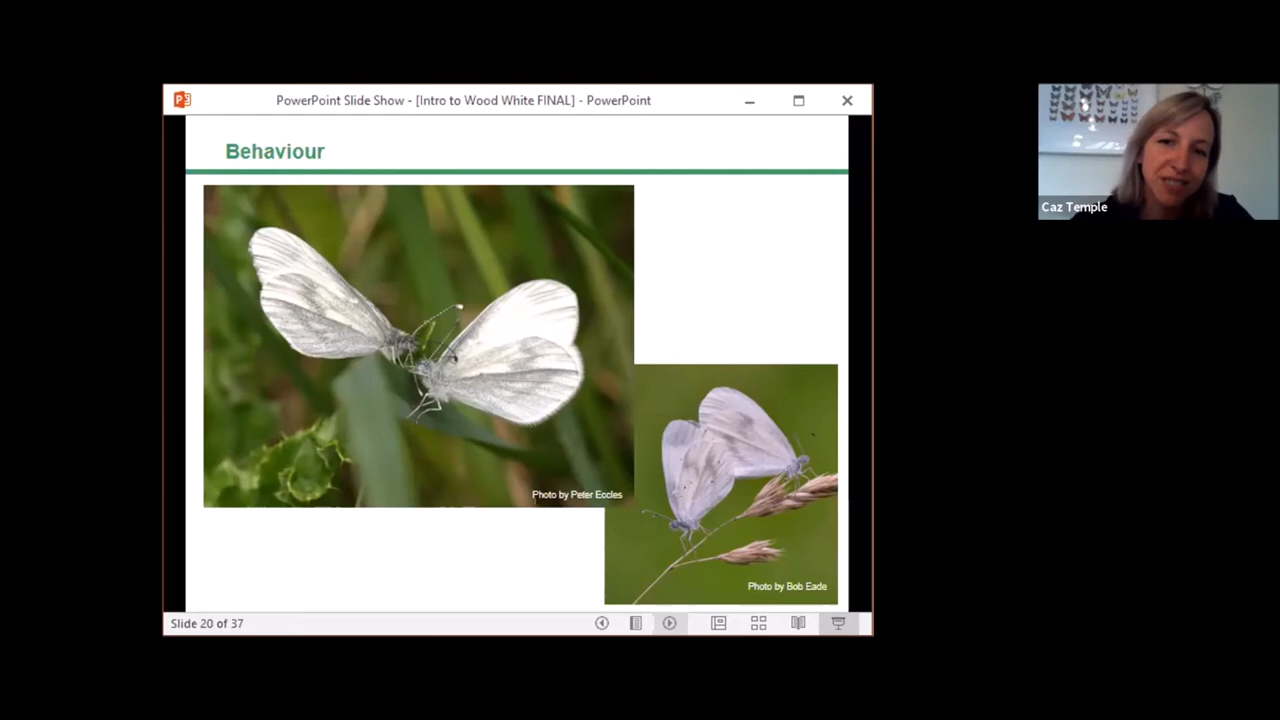 PowerPoint Slide Show - [Intro to Wood White FINAL] - PowerPoint
Behaviour
Caz Temple
Photo by Peter Eccles
Photo by Bob Eade
Slide 20 of 37